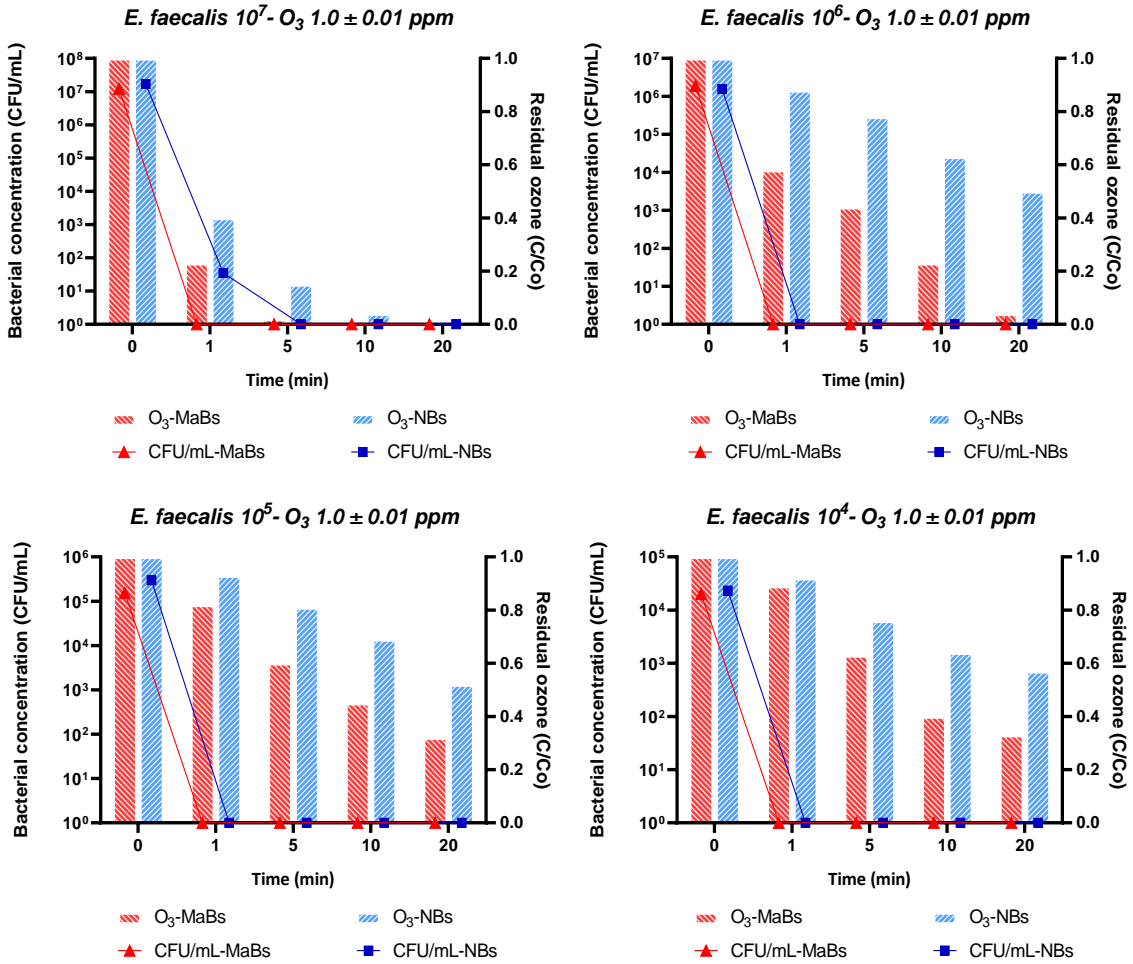 E. faecalis 10⁷- O₃ 1.0 ± 0.01 ppm
Bacterial concentration (CFU/mL)
10⁸
10⁷
10⁶
10⁵
10⁴
10³
10²
10¹
10⁰
1.0
0.8
0.6
0.4
0.2
0.0
Residual ozone (C/Co)
0 1 5 10 20
Time (min)
O₃-MaBs O₃-NBs
CFU/mL-MaBs CFU/mL-NBs
E. faecalis 10⁶- O₃ 1.0 ± 0.01 ppm
Bacterial concentration (CFU/mL)
10⁷
10⁶
10⁵
10⁴
10³
10²
10¹
10⁰
1.0
0.8
0.6
0.4
0.2
0.0
Residual ozone (C/Co)
0 1 5 10 20
Time (min)
O₃-MaBs O₃-NBs
CFU/mL-MaBs CFU/mL-NBs
E. faecalis 10⁵- O₃ 1.0 ± 0.01 ppm
Bacterial concentration (CFU/mL)
10⁶
10⁵
10⁴
10³
10²
10¹
10⁰
1.0
0.8
0.6
0.4
0.2
0.0
Residual ozone (C/Co)
0 1 5 10 20
Time (min)
O₃-MaBs O₃-NBs
CFU/mL-MaBs CFU/mL-NBs
E. faecalis 10⁴- O₃ 1.0 ± 0.01 ppm
Bacterial concentration (CFU/mL)
10⁵
10⁴
10³
10²
10¹
10⁰
1.0
0.8
0.6
0.4
0.2
0.0
Residual ozone (C/Co)
0 1 5 10 20
Time (min)
O₃-MaBs O₃-NBs
CFU/mL-MaBs CFU/mL-NBs